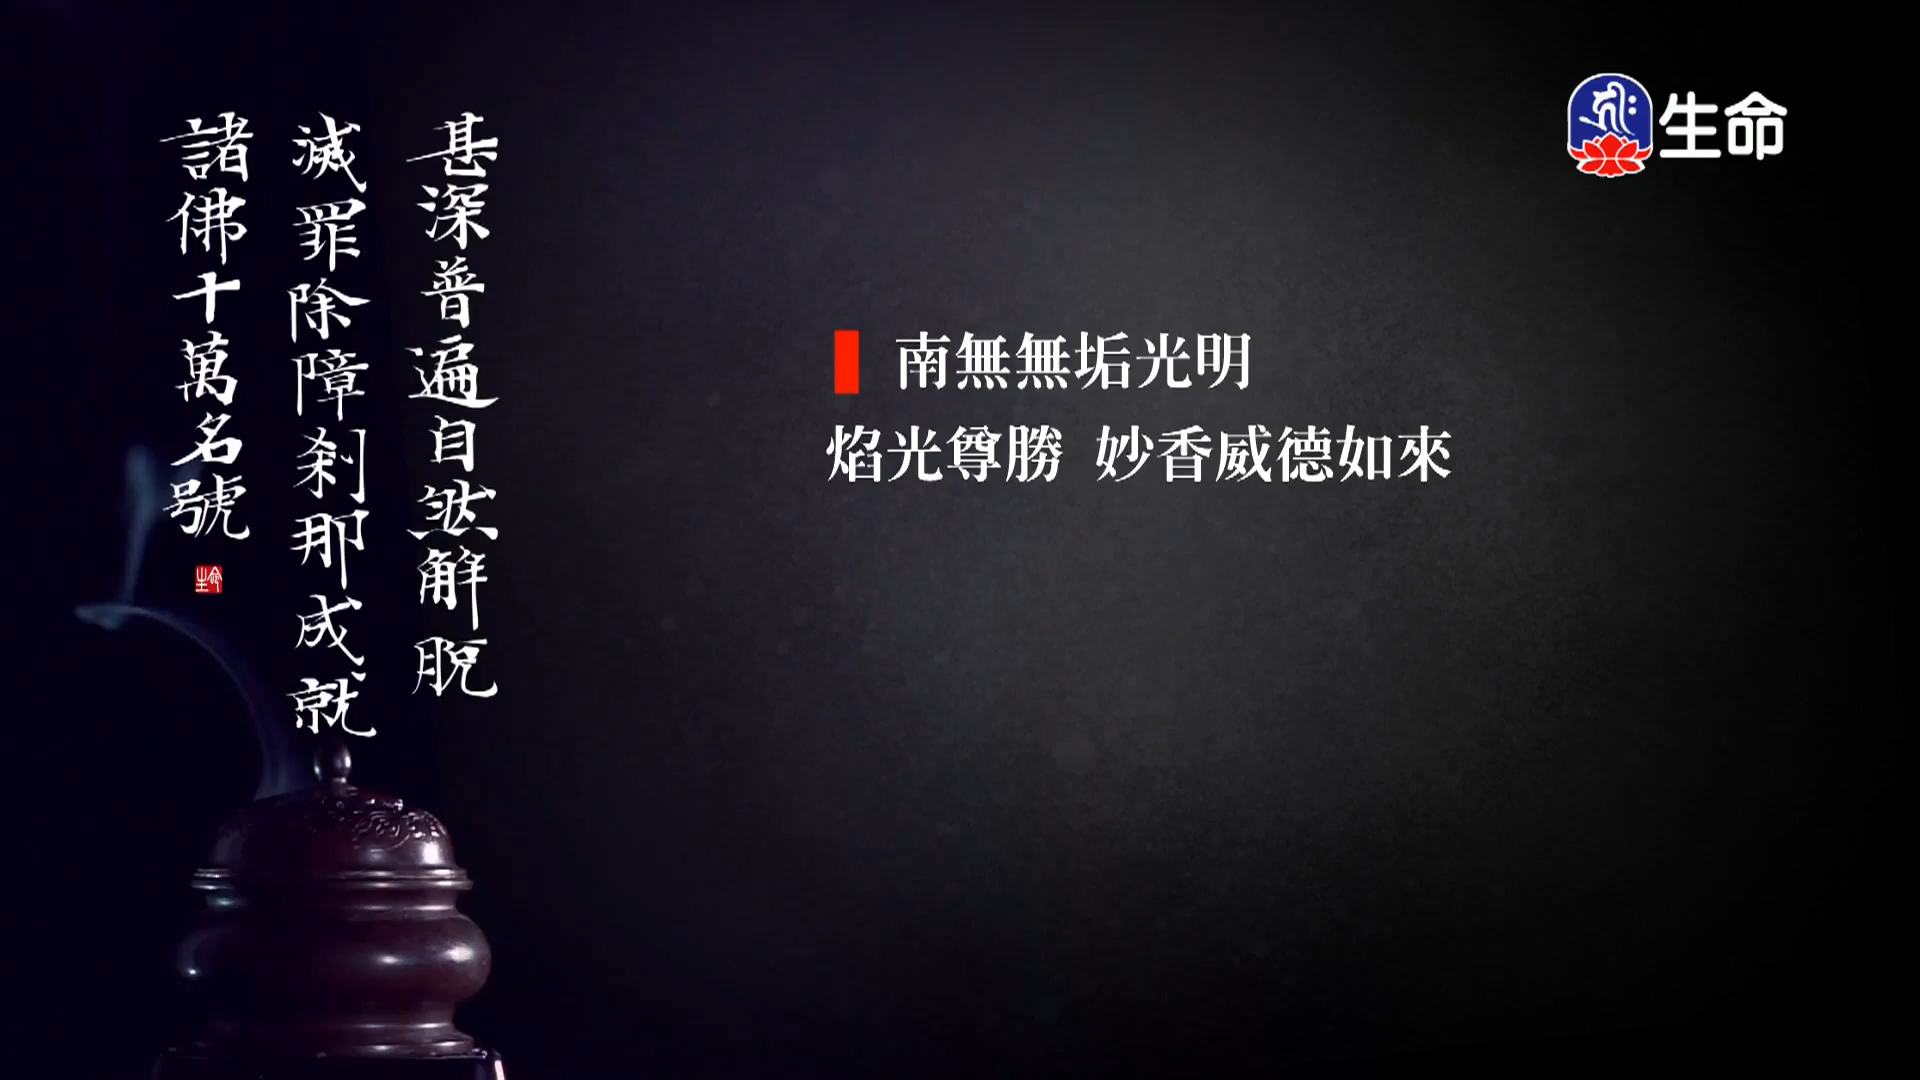 甚深普遍自然解脫
滅罪除障剎那成就
諸佛十萬名號
生命
南無無垢光明
焰光尊勝 妙香威德如來
生命